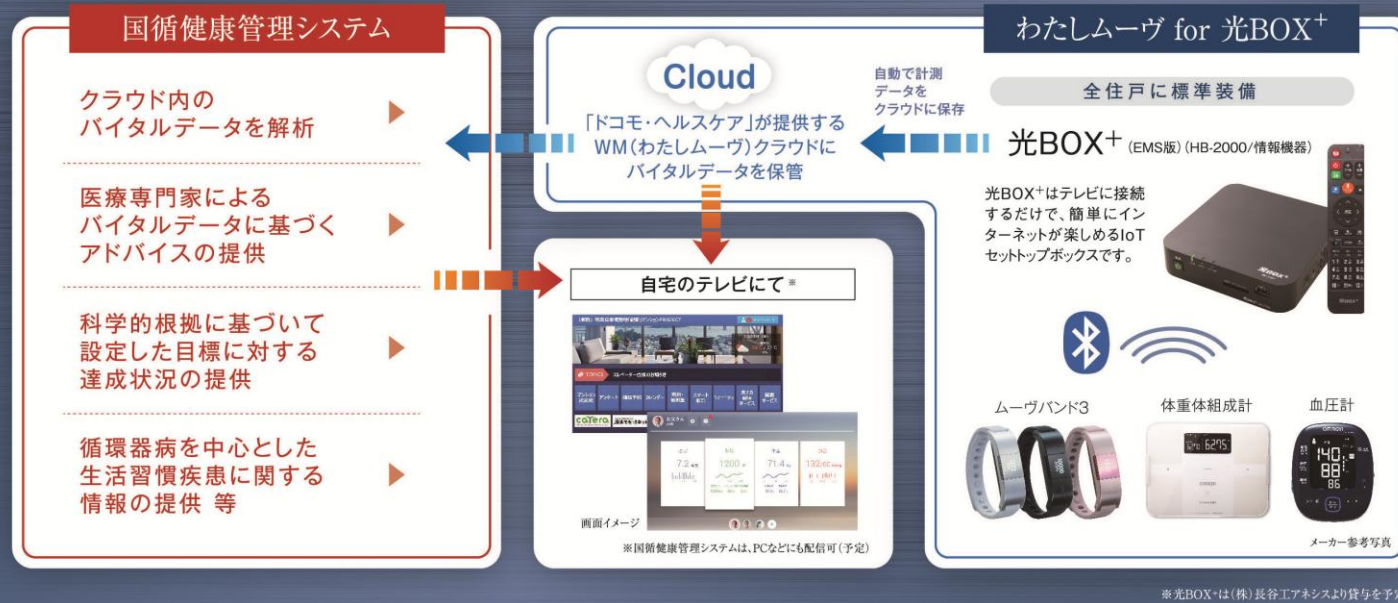 国循健康管理システム
クラウド内の
バイタルデータを解析
医療専門家による
バイタルデータに基づく
アドバイスの提供
科学的根拠に基づいて
設定した目標に対する
達成状況の提供
循環器病を中心とした
生活習慣疾患に関する
情報の提供 等
Cloud
「ドコモ・ヘルスケア」が提供する
WM(わたしムーヴ)クラウドに
バイタルデータを保管
自動で計測
データを
クラウドに保存
自宅のテレビにて※
TOPICS
7.2
1200
71.4
画面イメージ
※国循健康管理システムは、PCなどにも配信可(予定)
わたしムーヴ for 光BOX+
全住戸に標準装備
光BOX+ (EMS版)(HB-2000/情報機器)
光BOX+はテレビに接続
するだけで、簡単にイン
ターネットが楽しめるIoT
セットトップボックスです。
ムーヴバンド3
体重体組成計
血圧計
62.75
OMRON
140
88
86
メーカー参考写真
※光BOX+は(株)長谷工アネシスより貸与を予